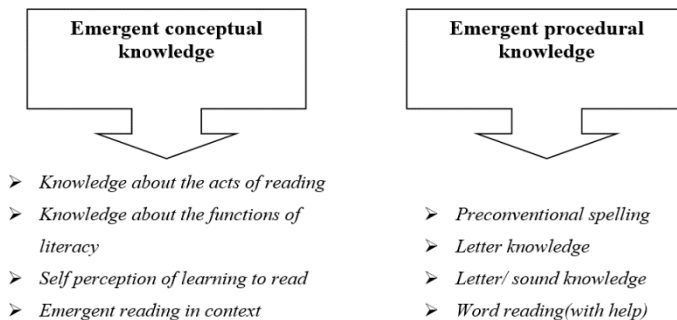 Emergent conceptual
knowledge
➢ Knowledge about the acts of reading
➢ Knowledge about the functions of
literacy
➢ Self perception of learning to read
➢ Emergent reading in context
Emergent procedural
knowledge
➢ Preconventional spelling
➢ Letter knowledge
➢ Letter/ sound knowledge
➢ Word reading(with help)